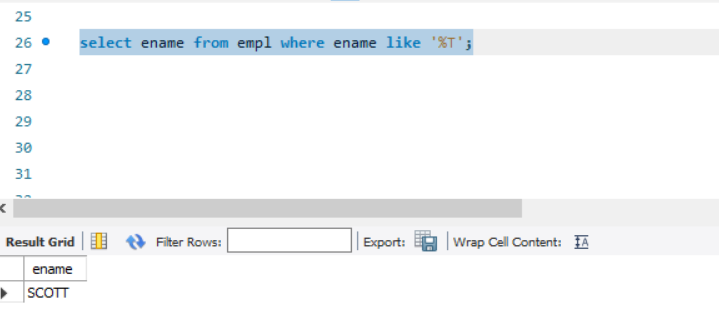 25
26 select ename from empl where ename like '%T';
27
28
29
30
31
Result Grid Filter Rows: Export: Wrap Cell Content:
ename
SCOTT